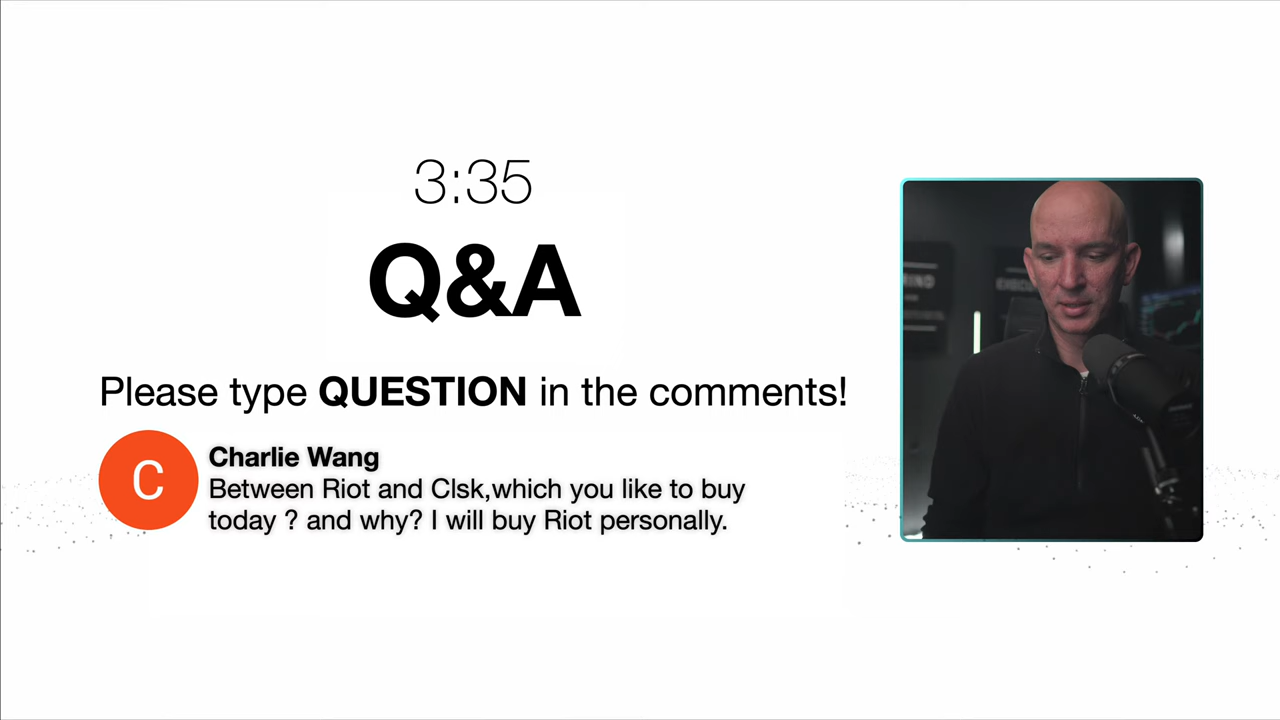 3:35
Q&A
Please type QUESTION in the comments!
C
Charlie Wang
Between Riot and Clsk,which you like to buy
today ? and why? I will buy Riot personally.